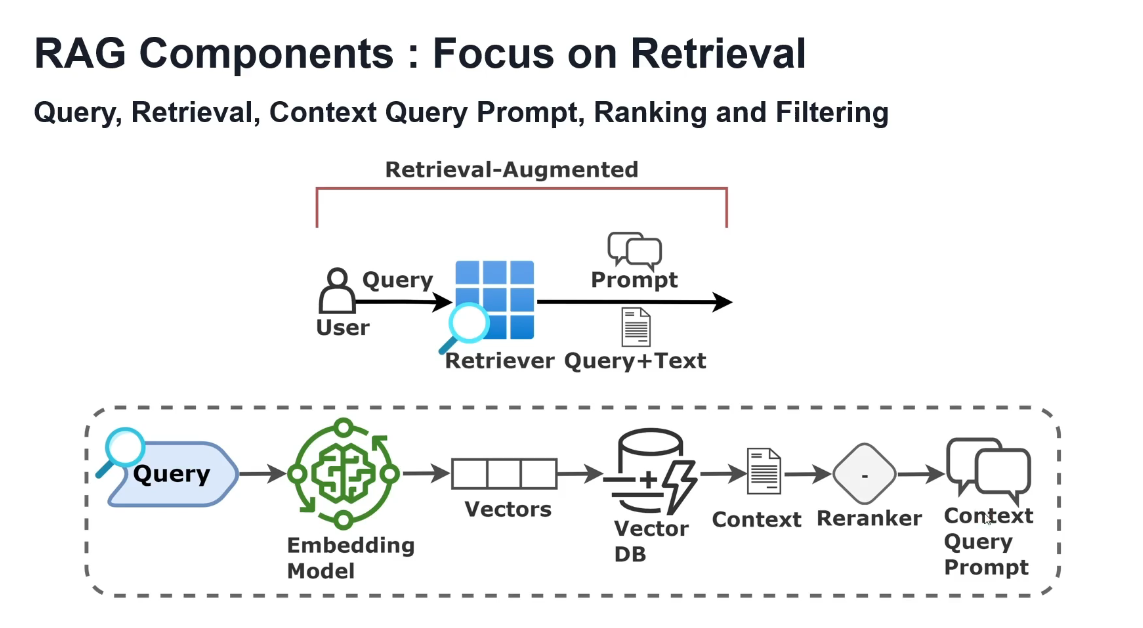 RAG Components : Focus on Retrieval
Query, Retrieval, Context Query Prompt, Ranking and Filtering
Retrieval-Augmented
Query
Prompt
User
Retriever
Query+Text
Query
Embedding
Model
Vectors
Vector
DB
Context
Reranker
Context
Query
Prompt